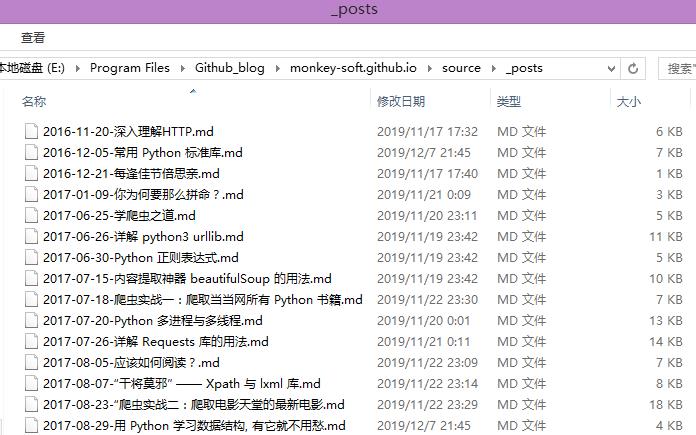 _posts
查看
本地磁盘 (E:) Program Files Github_blog monkey-soft.github.io source _posts 搜索"
名称 修改日期 类型 大小
2016-11-20-深入理解HTTP.md 2019/11/17 17:32 MD 文件 6 KB
2016-12-05-常用 Python 标准库.md 2019/12/7 21:45 MD 文件 7 KB
2016-12-21-每逢佳节倍思亲.md 2019/11/17 17:40 MD 文件 1 KB
2017-01-09-你为何要那么拼命？.md 2019/11/21 0:09 MD 文件 3 KB
2017-06-25-学爬虫之道.md 2019/11/20 23:11 MD 文件 5 KB
2017-06-26-详解 python3 urllib.md 2019/11/19 23:42 MD 文件 11 KB
2017-06-30-Python 正则表达式.md 2019/11/19 23:42 MD 文件 5 KB
2017-07-15-内容提取神器 beautifulSoup 的用法.md 2019/11/19 23:42 MD 文件 10 KB
2017-07-18-爬虫实战一：爬取当当网所有 Python 书籍.md 2019/11/22 23:30 MD 文件 7 KB
2017-07-20-Python 多进程与多线程.md 2019/11/20 0:01 MD 文件 13 KB
2017-07-26-详解 Requests 库的用法.md 2019/11/21 0:11 MD 文件 14 KB
2017-08-05-应该如何阅读？.md 2019/11/22 23:09 MD 文件 7 KB
2017-08-07-“干将莫邪” —— Xpath 与 lxml 库.md 2019/11/22 23:14 MD 文件 8 KB
2017-08-23-“爬虫实战二：爬取电影天堂的最新电影.md 2019/11/22 23:29 MD 文件 18 KB
2017-08-29-用 Python 学习数据结构, 有它就不用愁.md 2019/12/7 21:45 MD 文件 4 KB